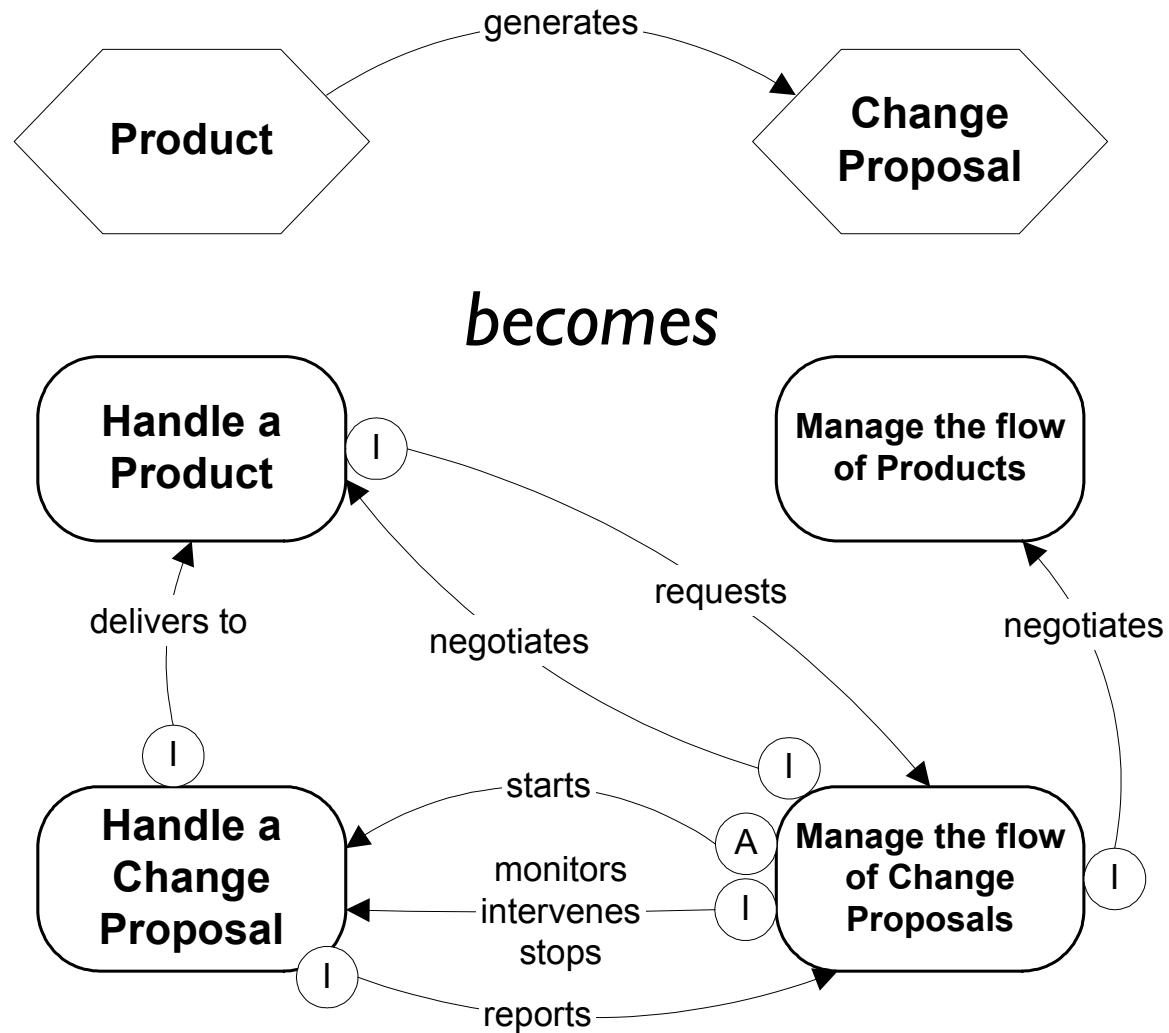 generates
Product
Change
Proposal
becomes
Handle a
Product
I
Manage the flow
of Products
requests
delivers to
negotiates
negotiates
I
I
starts
A
monitors
intervenes
stops
I
Handle a
Change
Proposal
Manage the flow
of Change
Proposals
I
I
reports